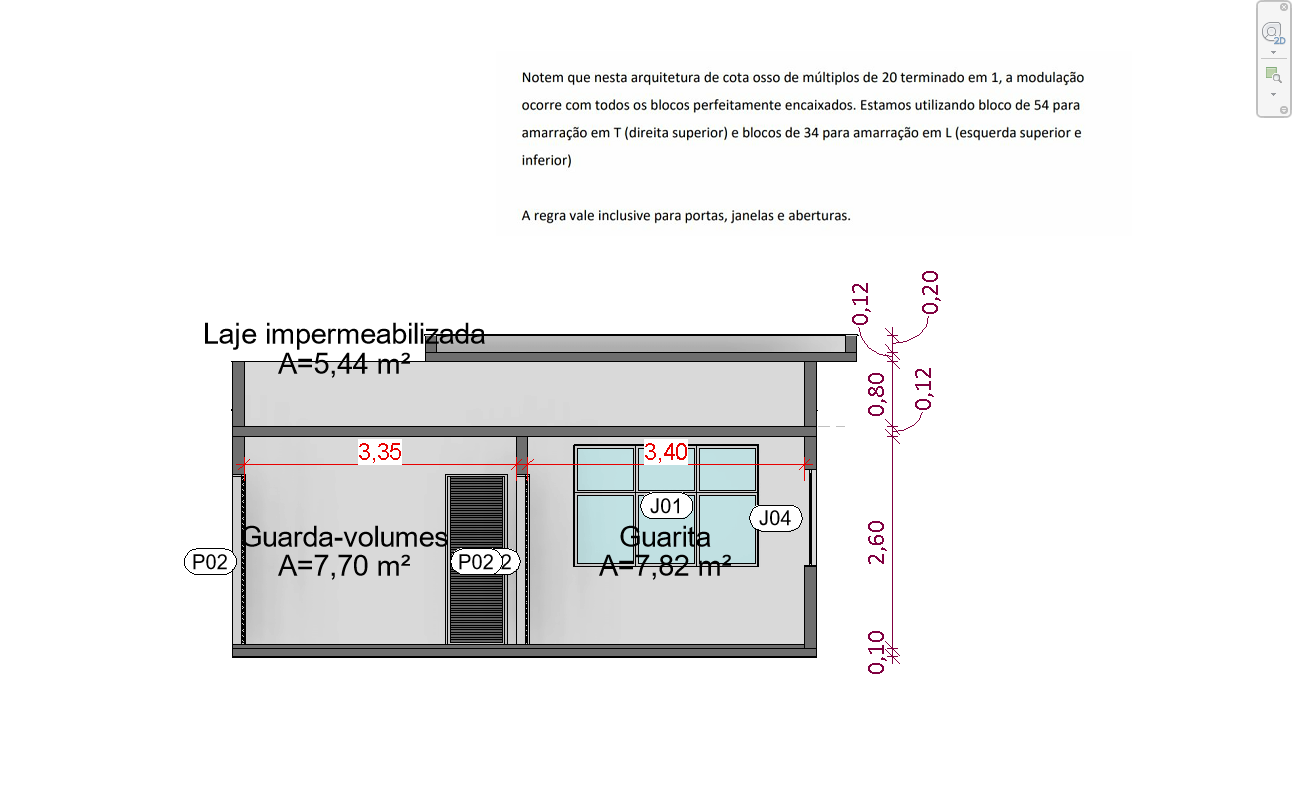 2D
Notem que nesta arquitetura de cota osso de múltiplos de 20 terminado em 1, a modulação
ocorre com todos os blocos perfeitamente encaixados. Estamos utilizando bloco de 54 para
amarração em T (direita superior) e blocos de 34 para amarração em L (esquerda superior e
inferior)
A regra vale inclusive para portas, janelas e aberturas.
0,12
0,20
Laje impermeabilizada
A=5,44 m²
0,80
0,12
3,35
3,40
J01
J04
Guarda-volumes
A=7,70 m²
Guarita
A=7,82 m²
P02
P02
2
2,60
0,10